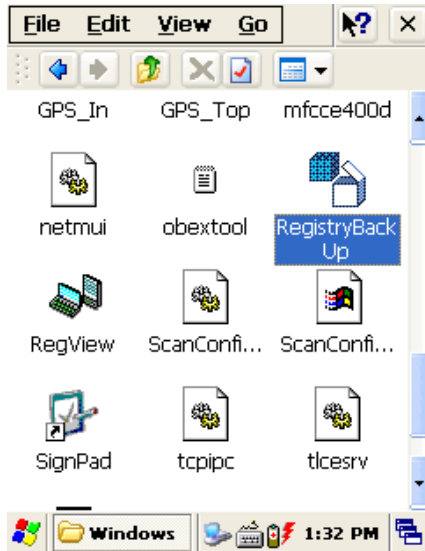 File Edit View Go ?
GPS_In GPS_Top mfcce400d
netmui obextool RegistryBack
Up
RegView ScanConfi... ScanConfi...
SignPad tcpipc tlcesrv
Windows 1:32 PM